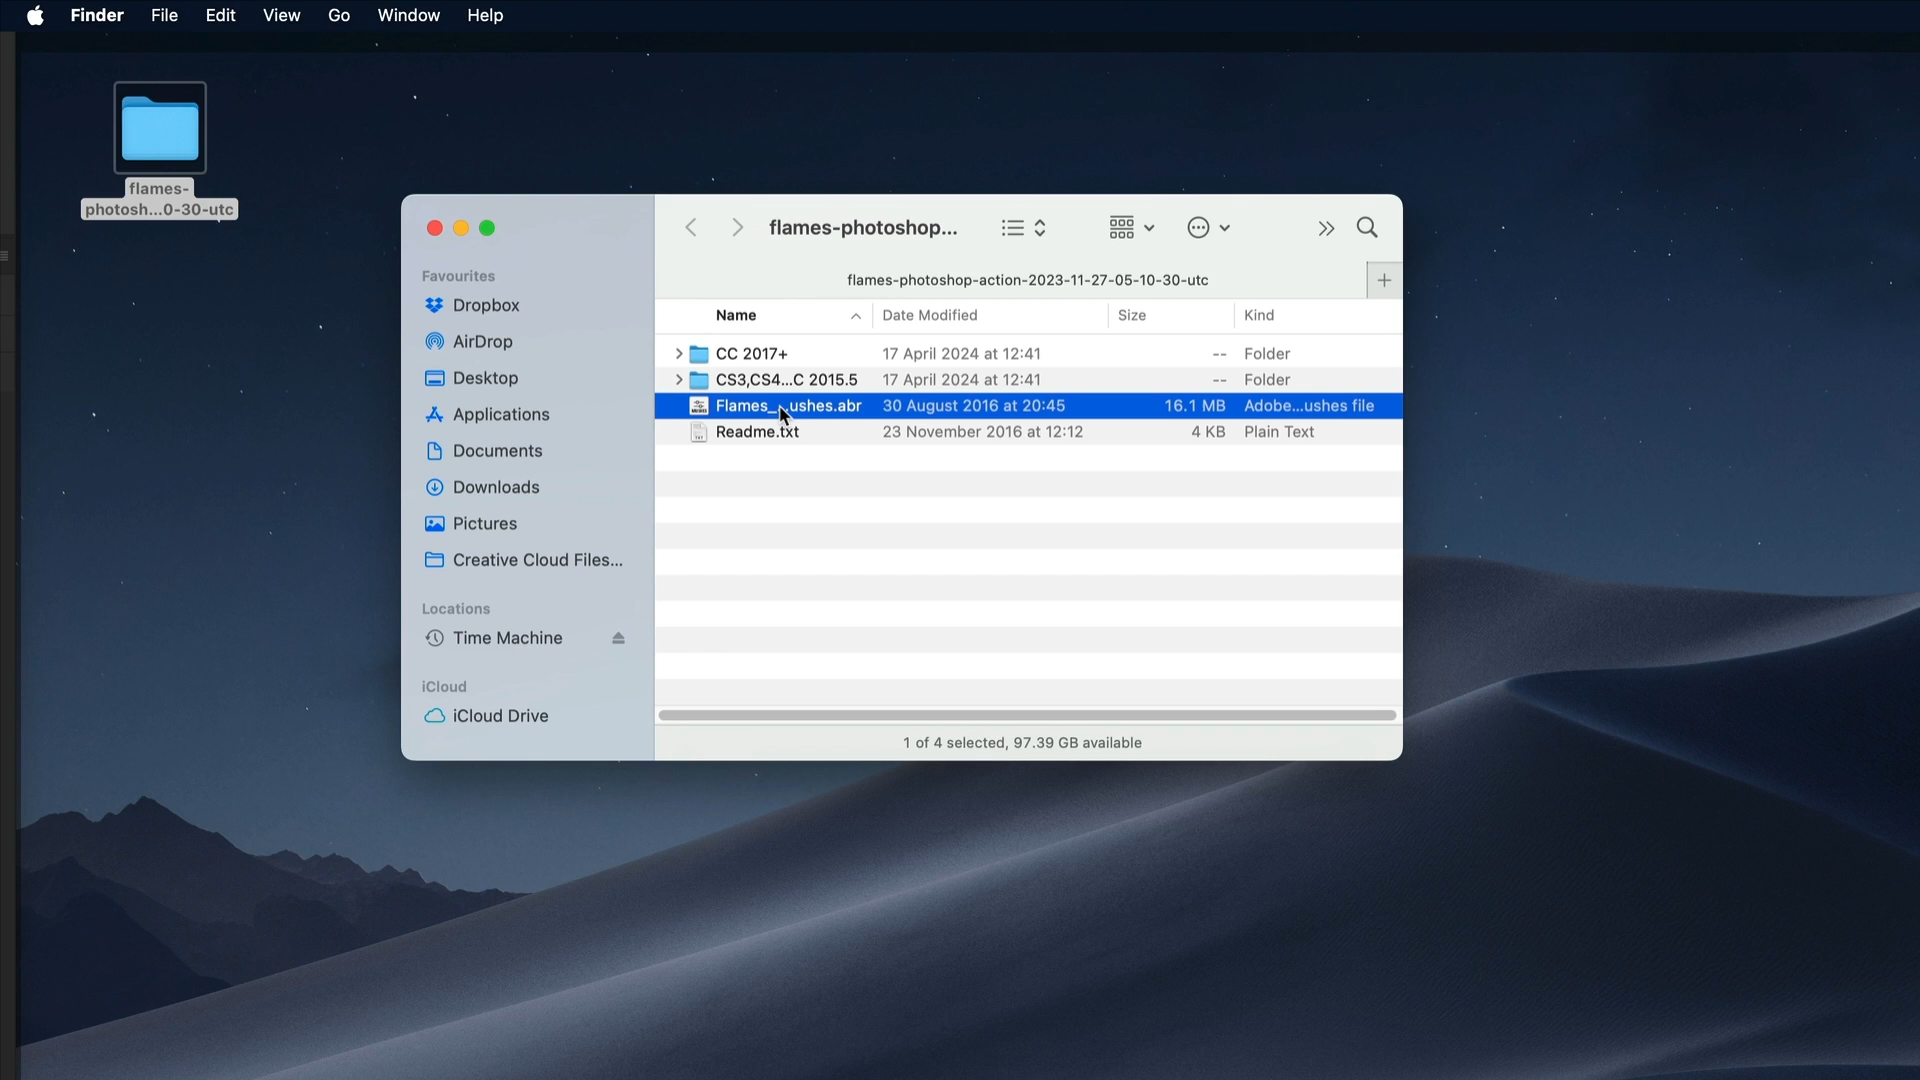 Finder File Edit View Go Window Help
flames-
photosh...0-30-utc
flames-photoshop...
flames-photoshop-action-2023-11-27-05-10-30-utc
Favourites
Dropbox
AirDrop
Desktop
Applications
Documents
Downloads
Pictures
Creative Cloud Files...
Locations
Time Machine
iCloud
iCloud Drive
Name Date Modified Size Kind
CC 2017+ 17 April 2024 at 12:41 -- Folder
CS3,CS4...C 2015.5 17 April 2024 at 12:41 -- Folder
Flames_...ushes.abr 30 August 2016 at 20:45 16.1 MB Adobe...ushes file
Readme.txt 23 November 2016 at 12:12 4 KB Plain Text
1 of 4 selected, 97.39 GB available